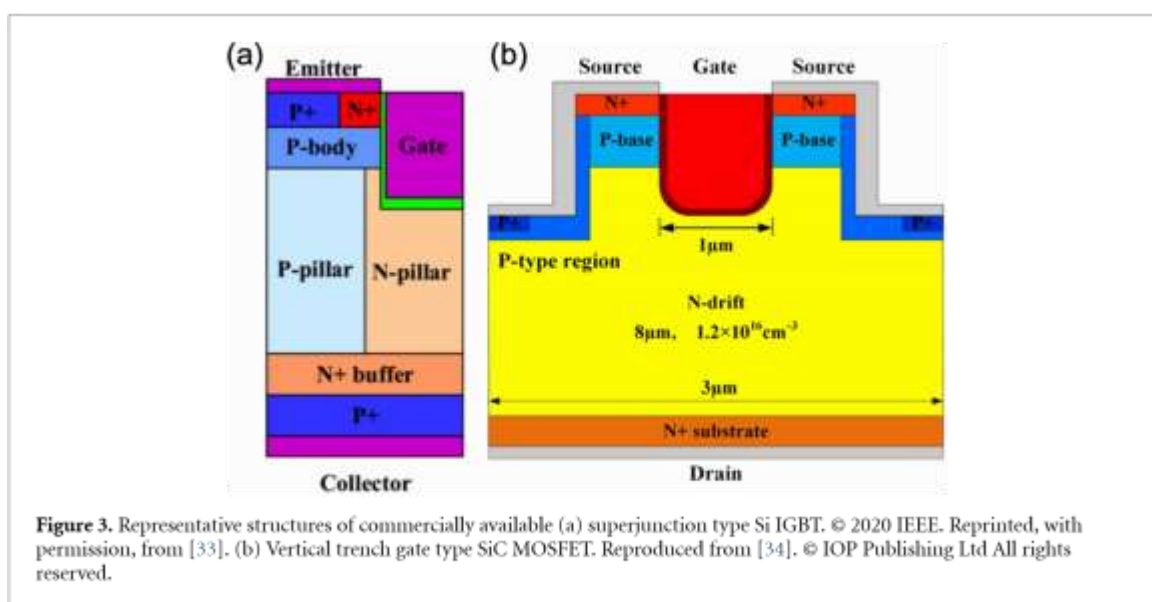 (a)
Emitter
P+
N+
P-body
Gate
P-pillar
N-pillar
N+ buffer
P+
Collector
(b)
Source
Gate
Source
N+
N+
P-base
P-base
P+
P+
1μm
P-type region
N-drift
8μm, 1.2×10¹⁶cm⁻³
3μm
N+ substrate
Drain
Figure 3. Representative structures of commercially available (a) superjunction type Si IGBT. © 2020 IEEE. Reprinted, with
permission, from [33]. (b) Vertical trench gate type SiC MOSFET. Reproduced from [34]. © IOP Publishing Ltd All rights
reserved.